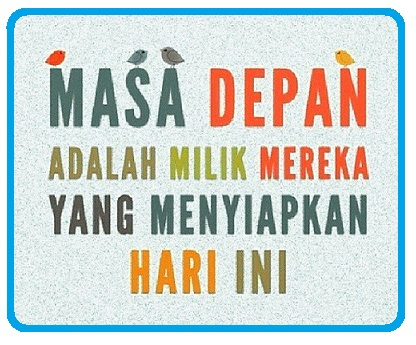 MASA DEPAN
ADALAH MILIK MEREKA
YANG MENYIAPKAN
HARI INI